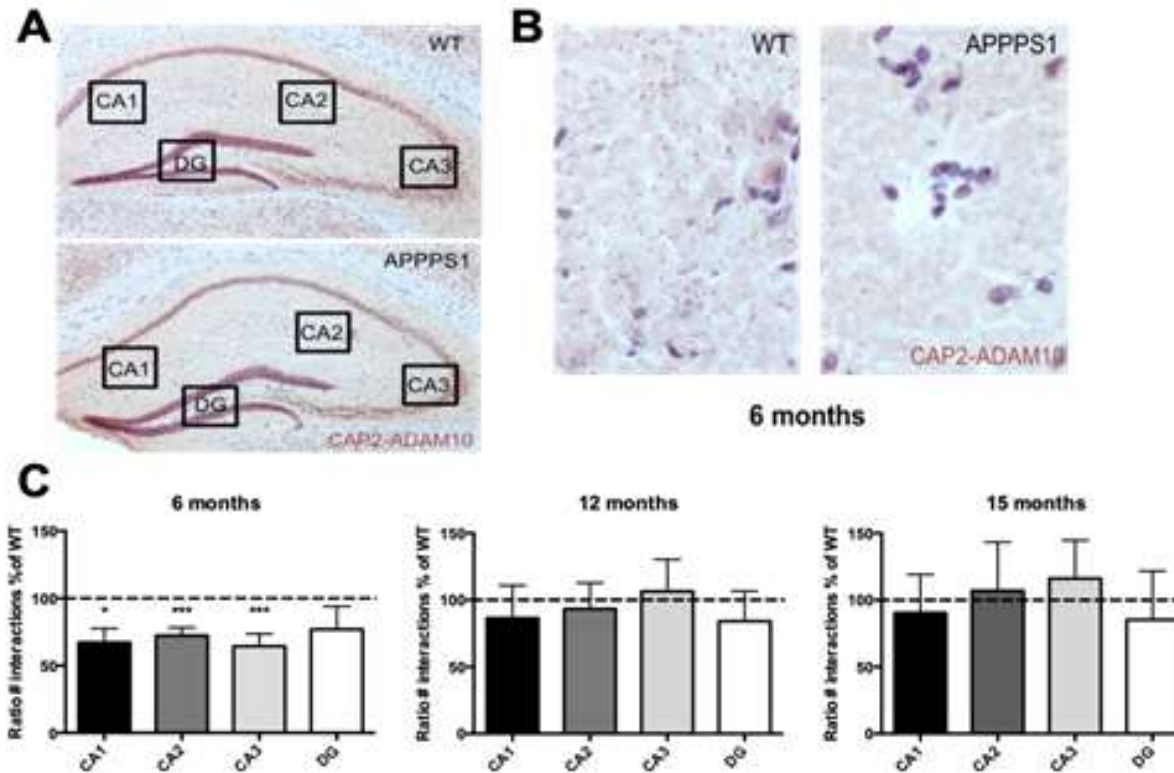 A
WT
CA1
CA2
DG
CA3
APPPS1
CA2
CA1
CA3
DG
CAP2-ADAM10
B
WT
APPPS1
CAP2-ADAM10
6 months
C
6 months
Ratio # interactions % of WT
150
100
50
0
* *** ***
CA1 CA2 CA3 DG
12 months
Ratio # interactions % of WT
150
100
50
0
CA1 CA2 CA3 DG
15 months
Ratio # interactions % of WT
150
100
50
0
CA1 CA2 CA3 DG